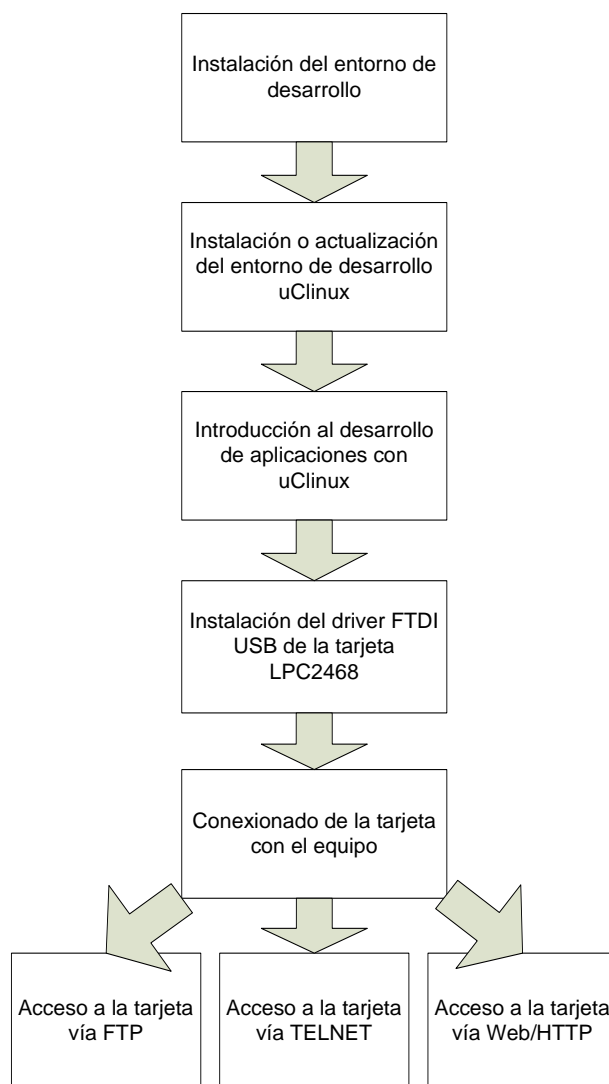 Instalación del entorno de
desarrollo
Instalación o actualización
del entorno de desarrollo
uClinux
Introducción al desarrollo
de aplicaciones con
uClinux
Instalación del driver FTDI
USB de la tarjeta
LPC2468
Conexionado de la tarjeta
con el equipo
Acceso a la tarjeta
vía FTP
Acceso a la tarjeta
vía TELNET
Acceso a la tarjeta
vía Web/HTTP